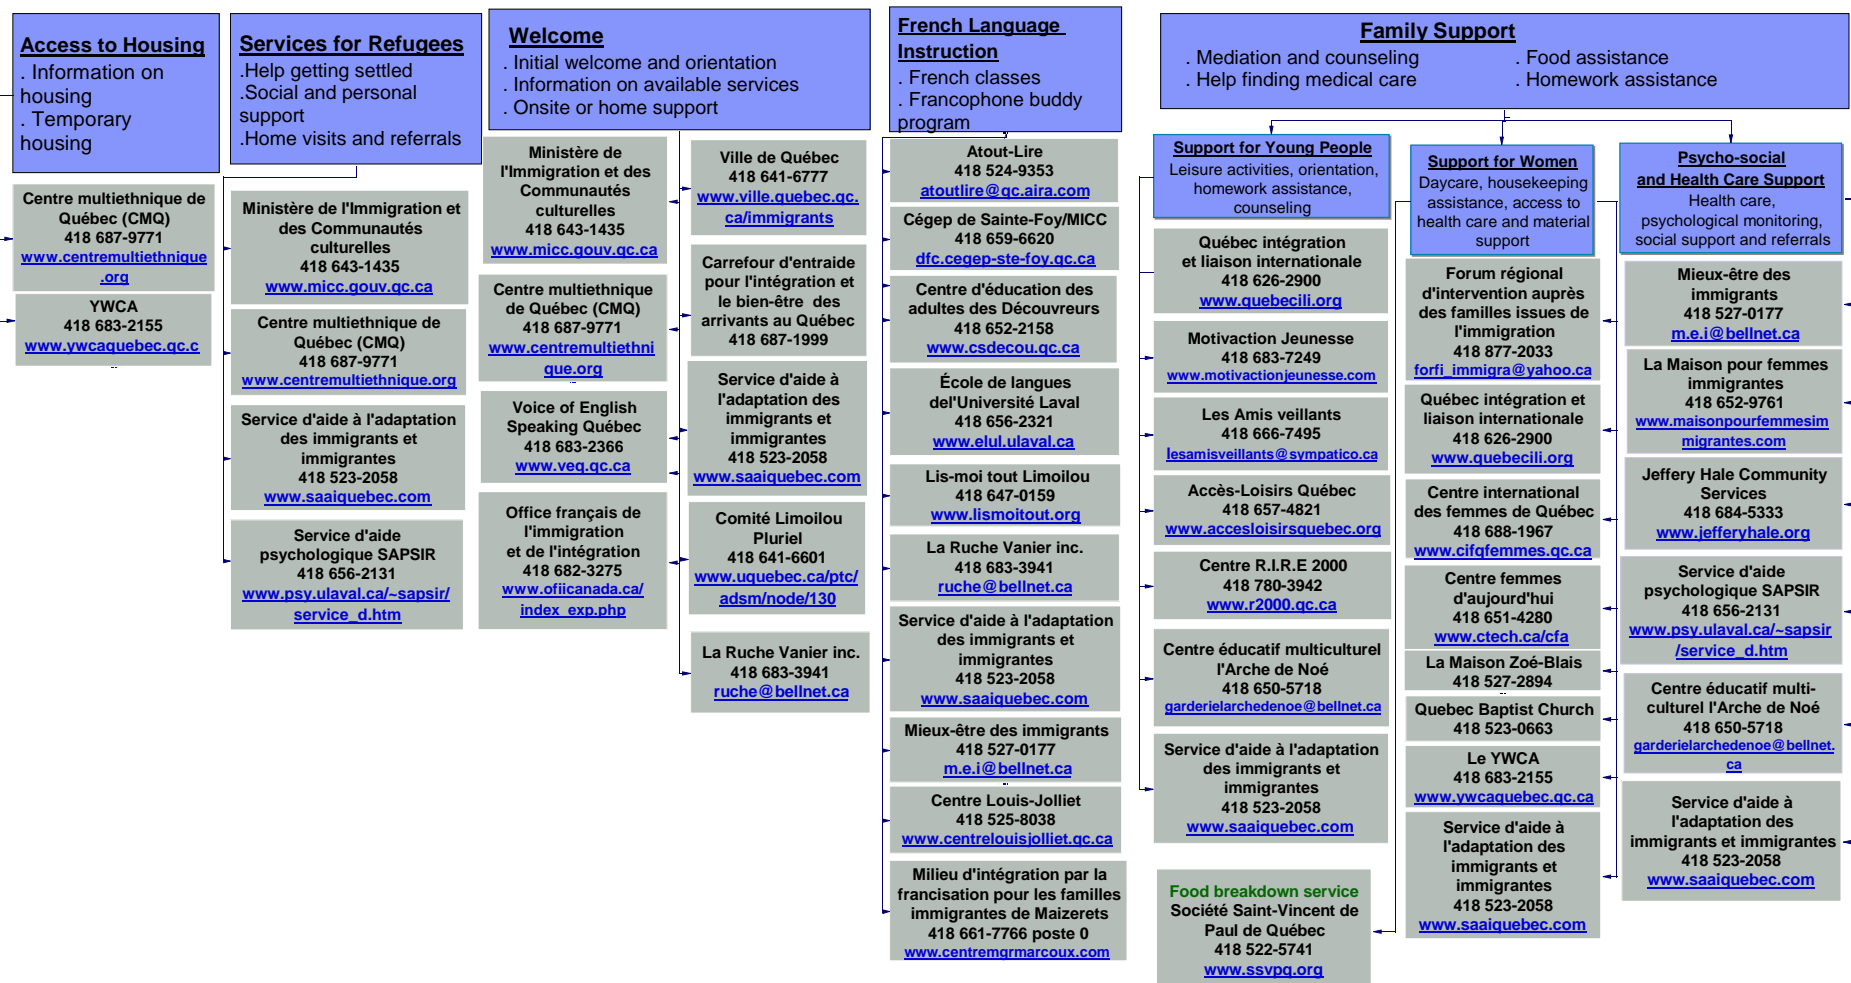 Access to Housing
. Information on
housing
. Temporary
housing
Centre multiethnique de
Québec (CMQ)
418 687-9771
www.centremultiethnique
.org
YWCA
418 683-2155
www.ywcaquebec.qc.c
Services for Refugees
.Help getting settled
.Social and personal
support
.Home visits and referrals
Ministère de l'Immigration et
des Communautés
culturelles
418 643-1435
www.micc.gouv.qc.ca
Centre multiethnique de
Québec (CMQ)
418 687-9771
www.centremultiethnique.org
Service d'aide à l'adaptation
des immigrants et
immigrantes
418 523-2058
www.saaiquebec.com
Service d'aide
psychologique SAPSIR
418 656-2131
www.psy.ulaval.ca/~sapsir/
service_d.htm
Welcome
. Initial welcome and orientation
. Information on available services
. Onsite or home support
Ministère de
l'Immigration et des
Communautés
culturelles
418 643-1435
www.micc.gouv.qc.ca
Centre multiethnique
de Québec (CMQ)
418 687-9771
www.centremultiethni
que.org
Voice of English
Speaking Québec
418 683-2366
www.veq.qc.ca
Office français de
l'immigration
et de l'intégration
418 682-3275
www.ofiicanada.ca/
index_exp.php
Ville de Québec
418 641-6777
www.ville.quebec.qc.
ca/immigrants
Carrefour d'entraide
pour l'intégration et
le bien-être des
arrivants au Québec
418 687-1999
Service d'aide à
l'adaptation des
immigrants et
immigrantes
418 523-2058
www.saaiquebec.com
Comité Limoilou
Pluriel
418 641-6601
www.uquebec.ca/ptc/
adsm/node/130
La Ruche Vanier inc.
418 683-3941
ruche@bellnet.ca
French Language
Instruction
. French classes
. Francophone buddy
program
Atout-Lire
418 524-9353
atoutlire@qc.aira.com
Cégep de Sainte-Foy/MICC
418 659-6620
dfc.cegep-ste-foy.qc.ca
Centre d'éducation des
adultes des Découvreurs
418 652-2158
www.csdecou.qc.ca
École de langues
del'Université Laval
418 656-2321
www.elul.ulaval.ca
Lis-moi tout Limoilou
418 647-0159
www.lismoitout.org
La Ruche Vanier inc.
418 683-3941
ruche@bellnet.ca
Service d'aide à l'adaptation
des immigrants et
immigrantes
418 523-2058
www.saaiquebec.com
Mieux-être des immigrants
418 527-0177
m.e.i@bellnet.ca
Centre Louis-Jolliet
418 525-8038
www.centrelouisjolliet.qc.ca
Milieu d'intégration par la
francisation pour les familles
immigrantes de Maizerets
418 661-7766 poste 0
www.centremgrmarcoux.com
Family Support
. Mediation and counseling
. Help finding medical care
. Food assistance
. Homework assistance
Support for Young People
Leisure activities, orientation,
homework assistance,
counseling
Québec intégration
et liaison internationale
418 626-2900
www.quebecili.org
Motivaction Jeunesse
418 683-7249
www.motivactionjeunesse.com
Les Amis veillants
418 666-7495
lesamisveillants@sympatico.ca
Accès-Loisirs Québec
418 657-4821
www.accesloisirsquebec.org
Centre R.I.R.E 2000
418 780-3942
www.r2000.qc.ca
Centre éducatif multiculturel
l'Arche de Noé
418 650-5718
garderielarchedenoe@bellnet.ca
Service d'aide à l'adaptation
des immigrants et
immigrantes
418 523-2058
www.saaiquebec.com
Food breakdown service
Société Saint-Vincent de
Paul de Québec
418 522-5741
www.ssvpq.org
Support for Women
Daycare, housekeeping
assistance, access to
health care and material
support
Forum régional
d'intervention auprès
des familles issues de
l'immigration
418 877-2033
forfi_immigra@yahoo.ca
Québec intégration et
liaison internationale
418 626-2900
www.quebecili.org
Centre international
des femmes de Québec
418 688-1967
www.cifqfemmes.qc.ca
Centre femmes
d'aujourd'hui
418 651-4280
www.ctech.ca/cfa
La Maison Zoé-Blais
418 527-2894
Quebec Baptist Church
418 523-0663
Le YWCA
418 683-2155
www.ywcaquebec.qc.ca
Service d'aide à
l'adaptation des
immigrants et
immigrantes
418 523-2058
www.saaiquebec.com
Psycho-social
and Health Care Support
Health care,
psychological monitoring,
social support and referrals
Mieux-être des
immigrants
418 527-0177
m.e.i@bellnet.ca
La Maison pour femmes
immigrantes
418 652-9761
www.maisonpourfemmesim
migrantes.com
Jeffery Hale Community
Services
418 684-5333
www.jefferyhale.org
Service d'aide
psychologique SAPSIR
418 656-2131
www.psy.ulaval.ca/~sapsir
/service_d.htm
Centre éducatif multi-
culturel l'Arche de Noé
418 650-5718
garderielarchedenoe@bellnet.
ca
Service d'aide à
l'adaptation des
immigrants et immigrantes
418 523-2058
www.saaiquebec.com